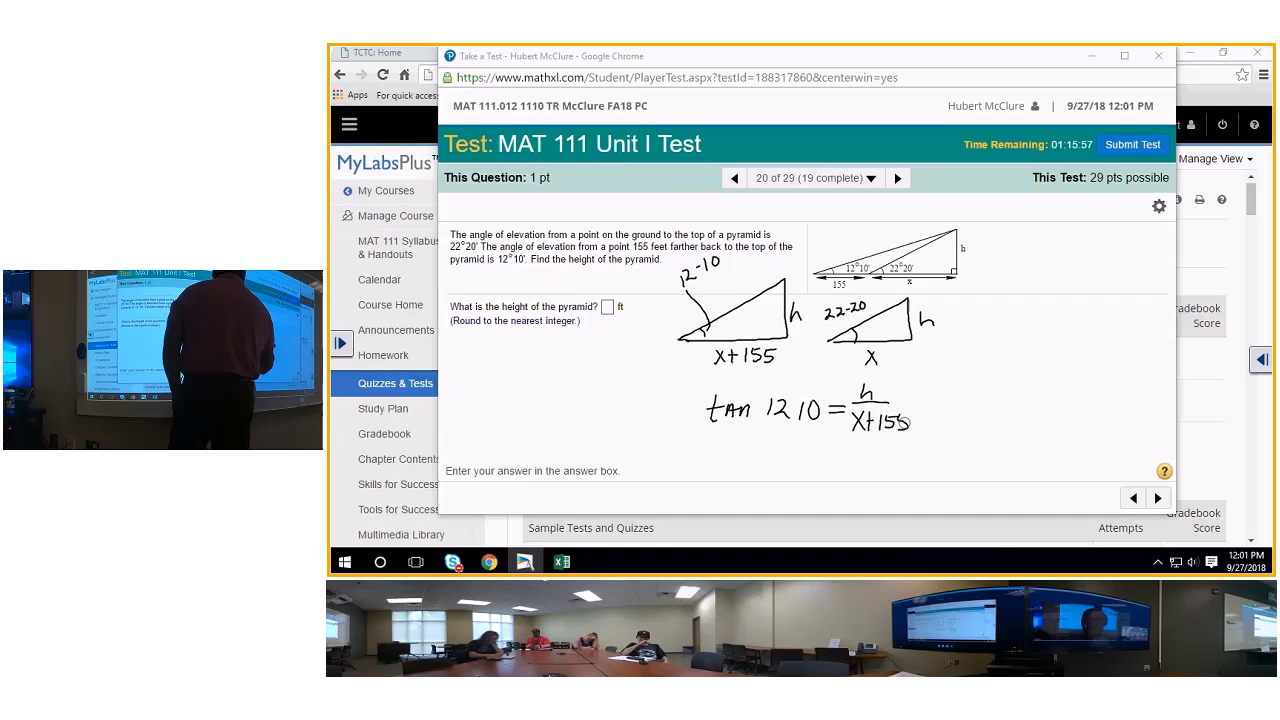 TCTC: Home
Take a Test - Hubert McClure - Google Chrome
https://www.mathxl.com/Student/PlayerTest.aspx?testId=188317860&centerwin=yes
Apps
For quick access
MAT 111.012 1110 TR McClure FA18 PC
Hubert McClure
9/27/18 12:01 PM
Test: MAT 111 Unit I Test
Time Remaining: 01:15:57
Submit Test
This Question: 1 pt
20 of 29 (19 complete)
This Test: 29 pts possible
The angle of elevation from a point on the ground to the top of a pyramid is
22°20' The angle of elevation from a point 155 feet farther back to the top of the
pyramid is 12°10'. Find the height of the pyramid.
h
12°10'
22°20'
155
x
What is the height of the pyramid? ft
(Round to the nearest integer.)
12-10
h
x+155
22-20
h
x
tAn 12 10 = h
x+155
Enter your answer in the answer box.
MyLabsPlus™
Manage View
My Courses
Manage Course
MAT 111 Syllabus
& Handouts
Calendar
Course Home
Announcements
Homework
Quizzes & Tests
Study Plan
Gradebook
Chapter Contents
Skills for Success
Tools for Success
Multimedia Library
Gradebook
Score
Sample Tests and Quizzes
Attempts
Gradebook
Score
12:01 PM
9/27/2018